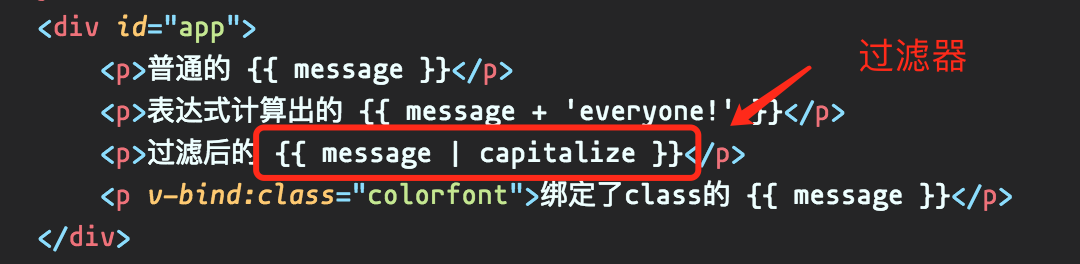 <div id="app">
过滤器
<p>普通的 {{ message }}</p>
<p>表达式计算出的 {{ message + 'everyone!' }}</p>
<p>过滤后的 {{ message | capitalize }}</p>
<p v-bind:class="colorfont">绑定了class的 {{ message }}</p>
</div>